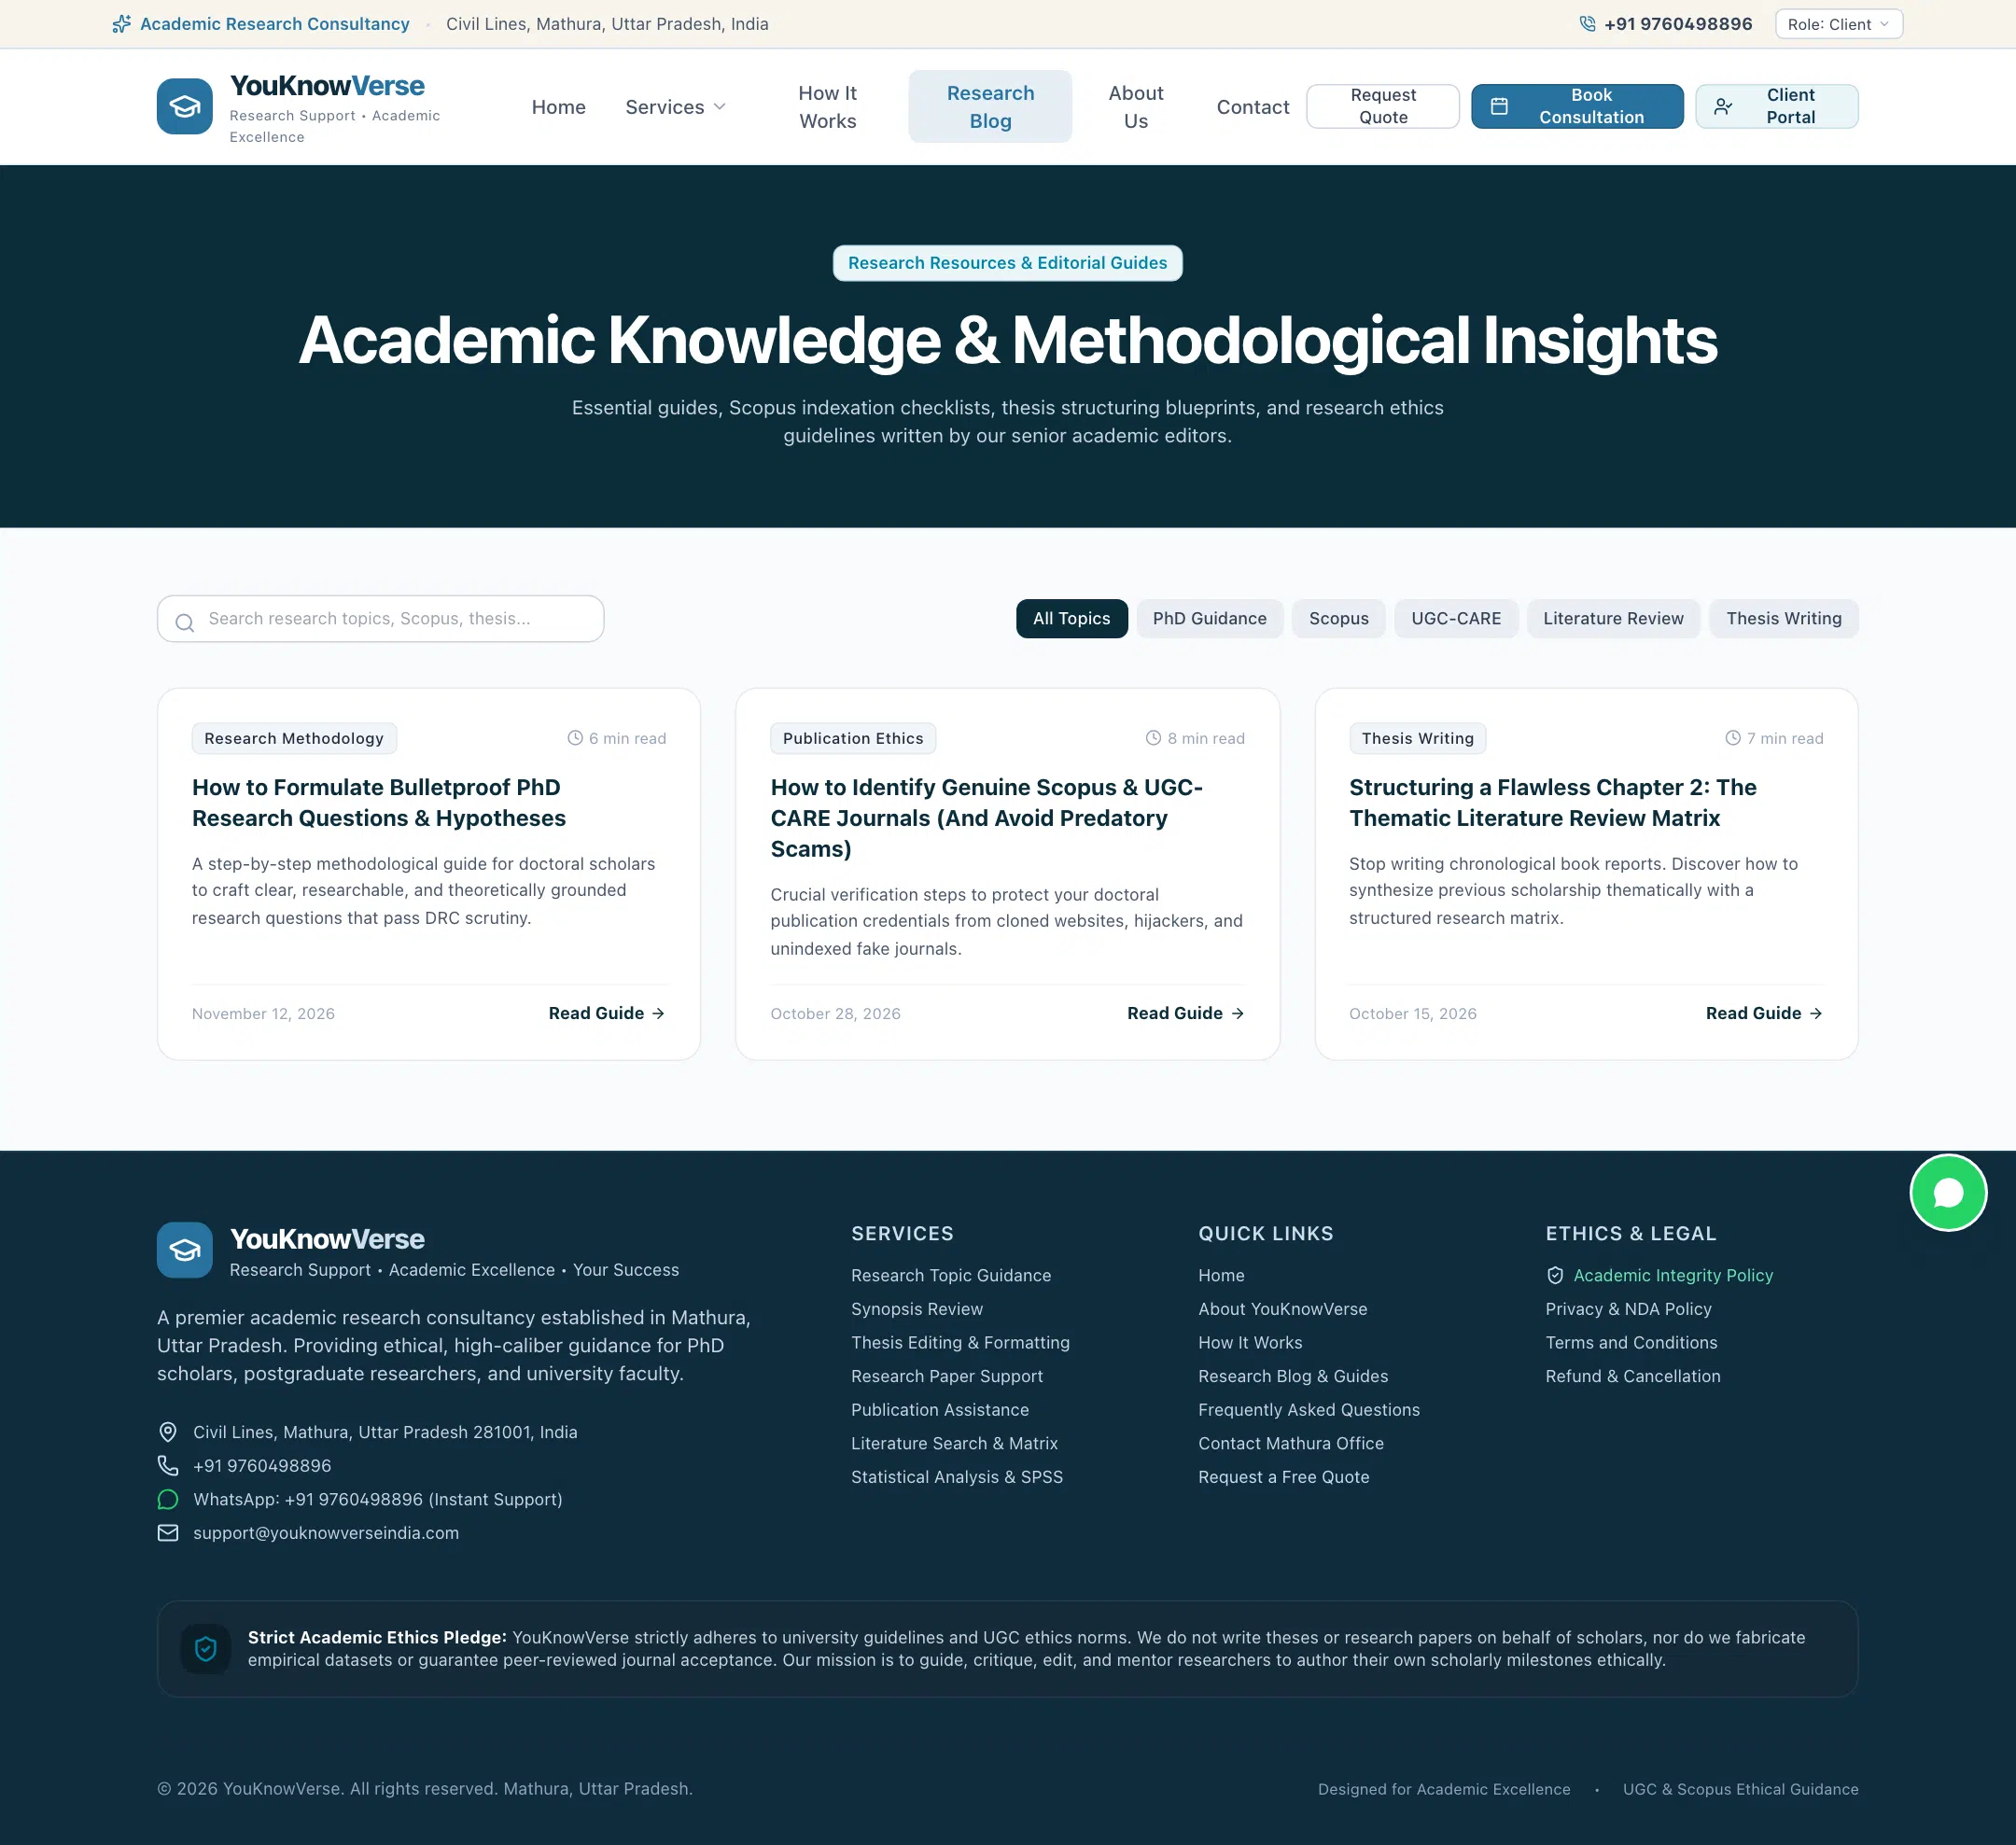 Academic Research Consultancy • Civil Lines, Mathura, Uttar Pradesh, India
+91 9760498896
Role: Client
YouKnowVerse
Research Support • Academic
Excellence
Home
Services
How It
Works
Research
Blog
About
Us
Contact
Request
Quote
Book
Consultation
Client
Portal
Research Resources & Editorial Guides
Academic Knowledge & Methodological Insights
Essential guides, Scopus indexation checklists, thesis structuring blueprints, and research ethics
guidelines written by our senior academic editors.
Search research topics, Scopus, thesis...
All Topics
PhD Guidance
Scopus
UGC-CARE
Literature Review
Thesis Writing
Research Methodology
6 min read
How to Formulate Bulletproof PhD
Research Questions & Hypotheses
A step-by-step methodological guide for doctoral scholars
to craft clear, researchable, and theoretically grounded
research questions that pass DRC scrutiny.
November 12, 2026
Read Guide →
Publication Ethics
8 min read
How to Identify Genuine Scopus & UGC-
CARE Journals (And Avoid Predatory
Scams)
Crucial verification steps to protect your doctoral
publication credentials from cloned websites, hijackers, and
unindexed fake journals.
October 28, 2026
Read Guide →
Thesis Writing
7 min read
Structuring a Flawless Chapter 2: The
Thematic Literature Review Matrix
Stop writing chronological book reports. Discover how to
synthesize previous scholarship thematically with a
structured research matrix.
October 15, 2026
Read Guide →
YouKnowVerse
Research Support • Academic Excellence • Your Success
A premier academic research consultancy established in Mathura,
Uttar Pradesh. Providing ethical, high-caliber guidance for PhD
scholars, postgraduate researchers, and university faculty.
Civil Lines, Mathura, Uttar Pradesh 281001, India
+91 9760498896
WhatsApp: +91 9760498896 (Instant Support)
support@youknowverseindia.com
SERVICES
Research Topic Guidance
Synopsis Review
Thesis Editing & Formatting
Research Paper Support
Publication Assistance
Literature Search & Matrix
Statistical Analysis & SPSS
QUICK LINKS
Home
About YouKnowVerse
How It Works
Research Blog & Guides
Frequently Asked Questions
Contact Mathura Office
Request a Free Quote
ETHICS & LEGAL
Academic Integrity Policy
Privacy & NDA Policy
Terms and Conditions
Refund & Cancellation
Strict Academic Ethics Pledge: YouKnowVerse strictly adheres to university guidelines and UGC ethics norms. We do not write theses or research papers on behalf of scholars, nor do we fabricate
empirical datasets or guarantee peer-reviewed journal acceptance. Our mission is to guide, critique, edit, and mentor researchers to author their own scholarly milestones ethically.
© 2026 YouKnowVerse. All rights reserved. Mathura, Uttar Pradesh.
Designed for Academic Excellence • UGC & Scopus Ethical Guidance